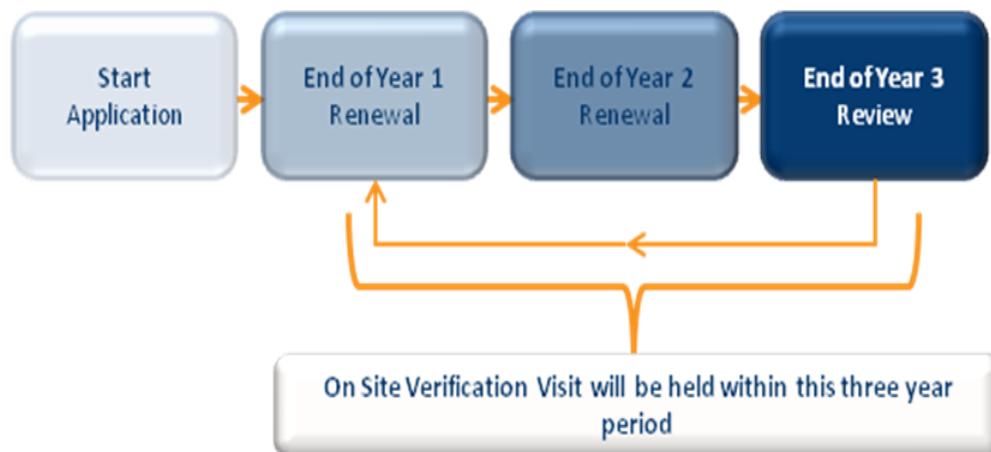 Start
Application
End of Year 1
Renewal
End of Year 2
Renewal
End of Year 3
Review
On Site Verification Visit will be held within this three year
period